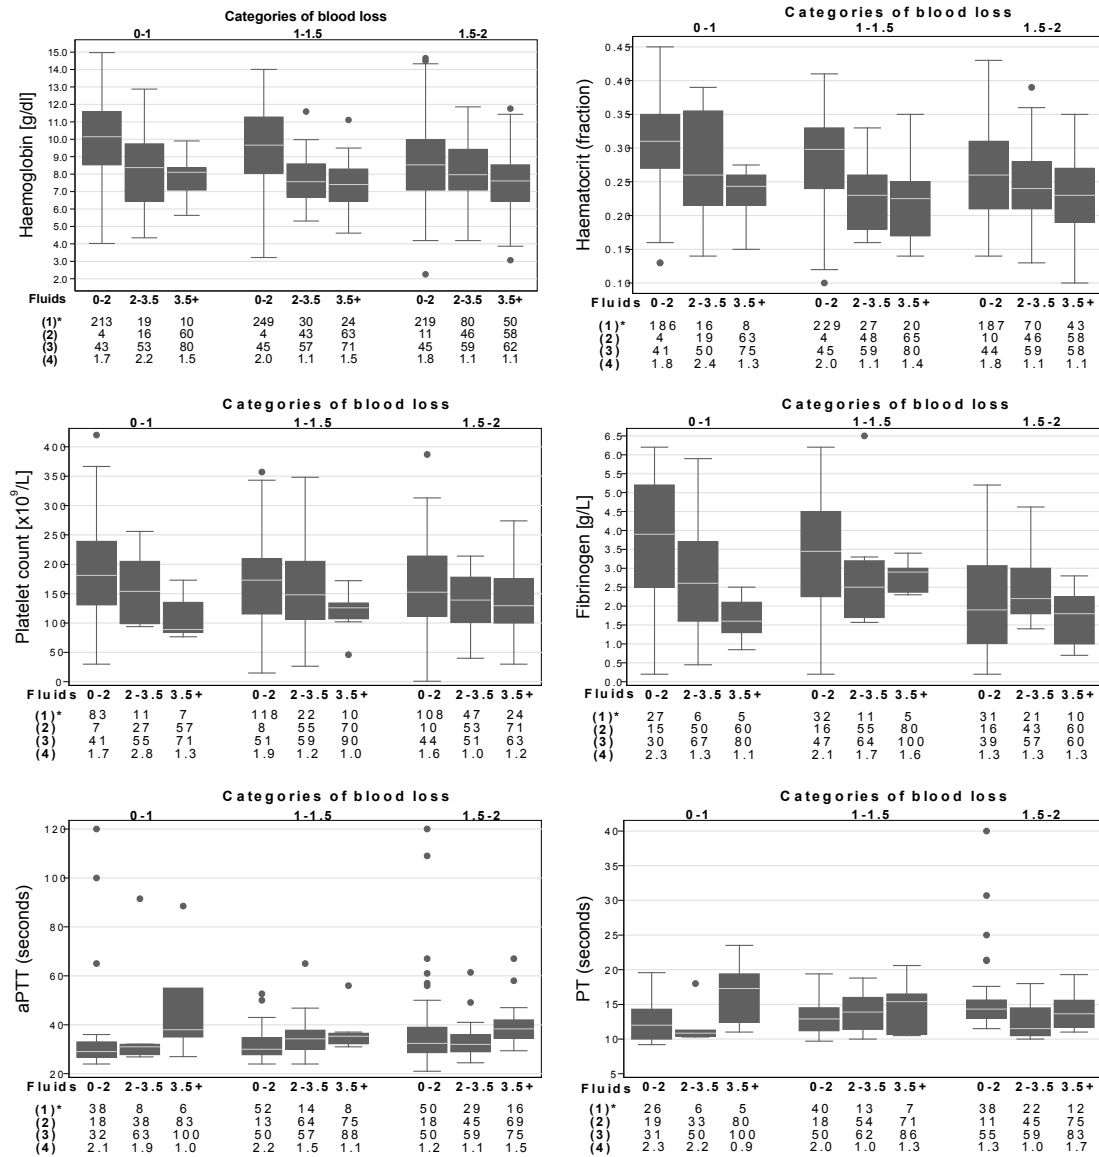 Categories of blood loss
0-1 1-1.5 1.5-2
Haemoglobin [g/dl]
15.0
14.0
13.0
12.0
11.0
10.0
9.0
8.0
7.0
6.0
5.0
4.0
3.0
2.0
Fluids 0-2 2-3.5 3.5+ 0-2 2-3.5 3.5+ 0-2 2-3.5 3.5+
(1)* 213 19 10 249 30 24 219 80 50
(2) 4 16 60 4 43 63 11 46 58
(3) 43 53 80 45 57 71 45 59 62
(4) 1.7 2.2 1.5 2.0 1.1 1.5 1.8 1.1 1.1
Categories of blood loss
0-1 1-1.5 1.5-2
Haematocrit (fraction)
0.45
0.40
0.35
0.30
0.25
0.20
0.15
0.10
Fluids 0-2 2-3.5 3.5+ 0-2 2-3.5 3.5+ 0-2 2-3.5 3.5+
(1)* 186 16 8 229 27 20 187 70 43
(2) 4 19 63 4 48 65 10 46 58
(3) 41 50 75 45 59 80 44 59 58
(4) 1.8 2.4 1.3 2.0 1.1 1.4 1.8 1.1 1.1
Categories of blood loss
0-1 1-1.5 1.5-2
Platelet count [x10⁹/L]
400
350
300
250
200
150
100
50
0
Fluids 0-2 2-3.5 3.5+ 0-2 2-3.5 3.5+ 0-2 2-3.5 3.5+
(1)* 83 11 7 118 22 10 108 47 24
(2) 7 27 57 8 55 70 10 53 71
(3) 41 55 71 51 59 90 44 51 63
(4) 1.7 2.8 1.3 1.9 1.2 1.0 1.6 1.0 1.2
Categories of blood loss
0-1 1-1.5 1.5-2
Fibrinogen [g/L]
6.5
6.0
5.5
5.0
4.5
4.0
3.5
3.0
2.5
2.0
1.5
1.0
0.5
0.0
Fluids 0-2 2-3.5 3.5+ 0-2 2-3.5 3.5+ 0-2 2-3.5 3.5+
(1)* 27 6 5 32 11 5 31 21 10
(2) 15 50 60 16 55 80 16 43 60
(3) 30 67 80 47 64 100 39 57 60
(4) 2.3 1.3 1.1 2.1 1.7 1.6 1.3 1.3 1.3
Categories of blood loss
0-1 1-1.5 1.5-2
aPTT (seconds)
120
100
80
60
40
20
Fluids 0-2 2-3.5 3.5+ 0-2 2-3.5 3.5+ 0-2 2-3.5 3.5+
(1)* 38 8 6 52 14 8 50 29 16
(2) 18 38 83 13 64 75 18 45 69
(3) 32 63 100 50 57 88 50 59 75
(4) 2.1 1.9 1.0 2.2 1.5 1.1 1.2 1.1 1.5
Categories of blood loss
0-1 1-1.5 1.5-2
PT (seconds)
40
35
30
25
20
15
10
5
Fluids 0-2 2-3.5 3.5+ 0-2 2-3.5 3.5+ 0-2 2-3.5 3.5+
(1)* 26 6 5 40 13 7 38 22 12
(2) 19 33 80 18 54 71 11 45 75
(3) 31 50 100 50 62 86 55 59 83
(4) 2.3 2.2 0.9 2.0 1.0 1.3 1.3 1.0 1.7